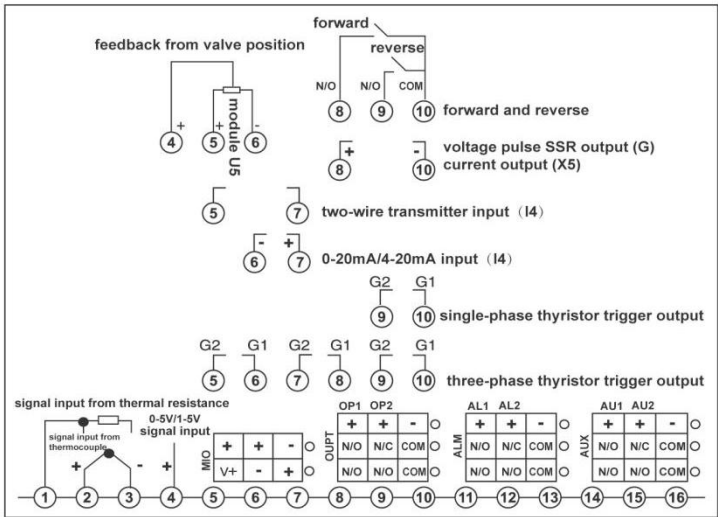 forward
feedback from valve position
reverse
N/O N/O COM
4 + 5 + 6 - module U5 8 9 10 forward and reverse
+ - voltage pulse SSR output (G)
8 10 current output (X5)
5 7 two-wire transmitter input (I4)
- +
6 7 0-20mA/4-20mA input (I4)
G2 G1
9 10 single-phase thyristor trigger output
G2 G1 G2 G1 G2 G1
5 6 7 8 9 10 three-phase thyristor trigger output
signal input from thermal resistance
0-5V/1-5V
signal input
signal input from
thermocouple
+ - +
MIO
+ + -
V+ - +
OUPT
OP1 OP2
+ + -
N/O N/C COM
N/O N/O COM
ALM
AL1 AL2
+ + -
N/O N/C COM
N/O N/O COM
AUX
AU1 AU2
+ + -
N/O N/C COM
N/O N/O COM
1 2 3 4 5 6 7 8 9 10 11 12 13 14 15 16